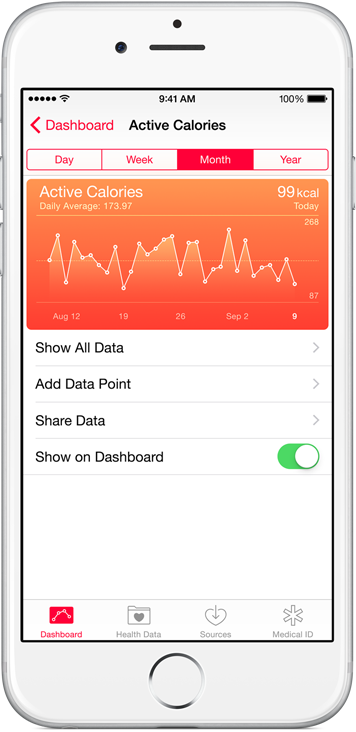 9:41 AM 100%
Dashboard Active Calories
Day Week Month Year
Active Calories 99 kcal
Daily Average: 173.97 Today
268
87
Aug 12 19 26 Sep 2 9
Show All Data
Add Data Point
Share Data
Show on Dashboard
Dashboard Health Data Sources Medical ID